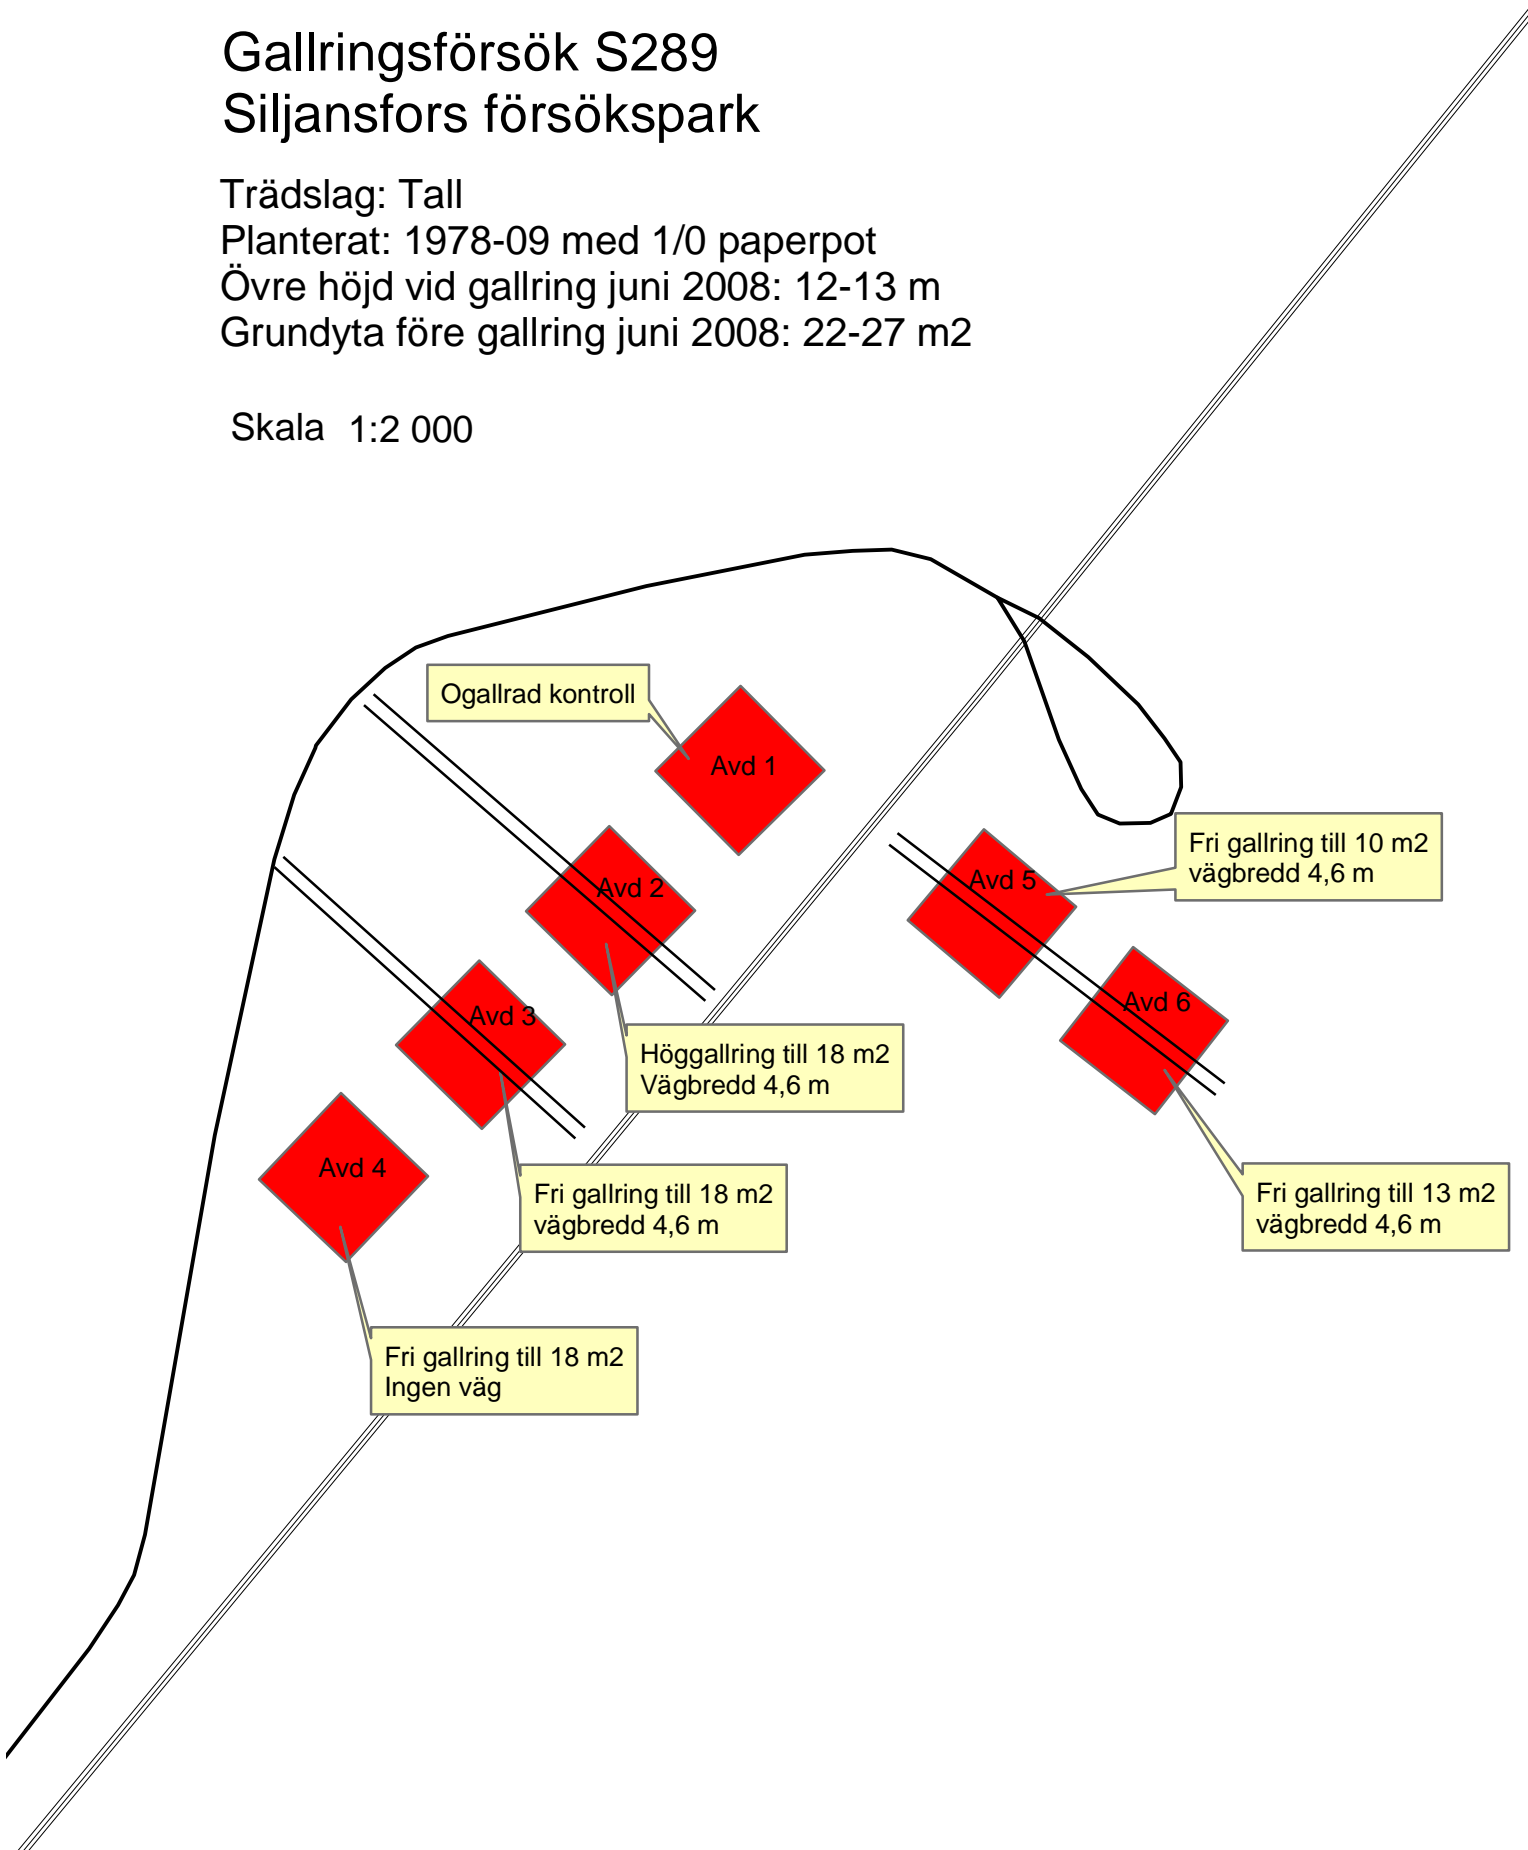 Gallringsförsök S289
Siljansfors försökspark
Trädslag: Tall
Planterat: 1978-09 med 1/0 paperpot
Övre höjd vid gallring juni 2008: 12-13 m
Grundyta före gallring juni 2008: 22-27 m2
Skala 1:2 000
Ogallrad kontroll
Avd 1
Avd 2
Avd 5
Fri gallring till 10 m2
vägbredd 4,6 m
Avd 3
Avd 6
Höggallring till 18 m2
Vägbredd 4,6 m
Avd 4
Fri gallring till 18 m2
vägbredd 4,6 m
Fri gallring till 13 m2
vägbredd 4,6 m
Fri gallring till 18 m2
Ingen väg